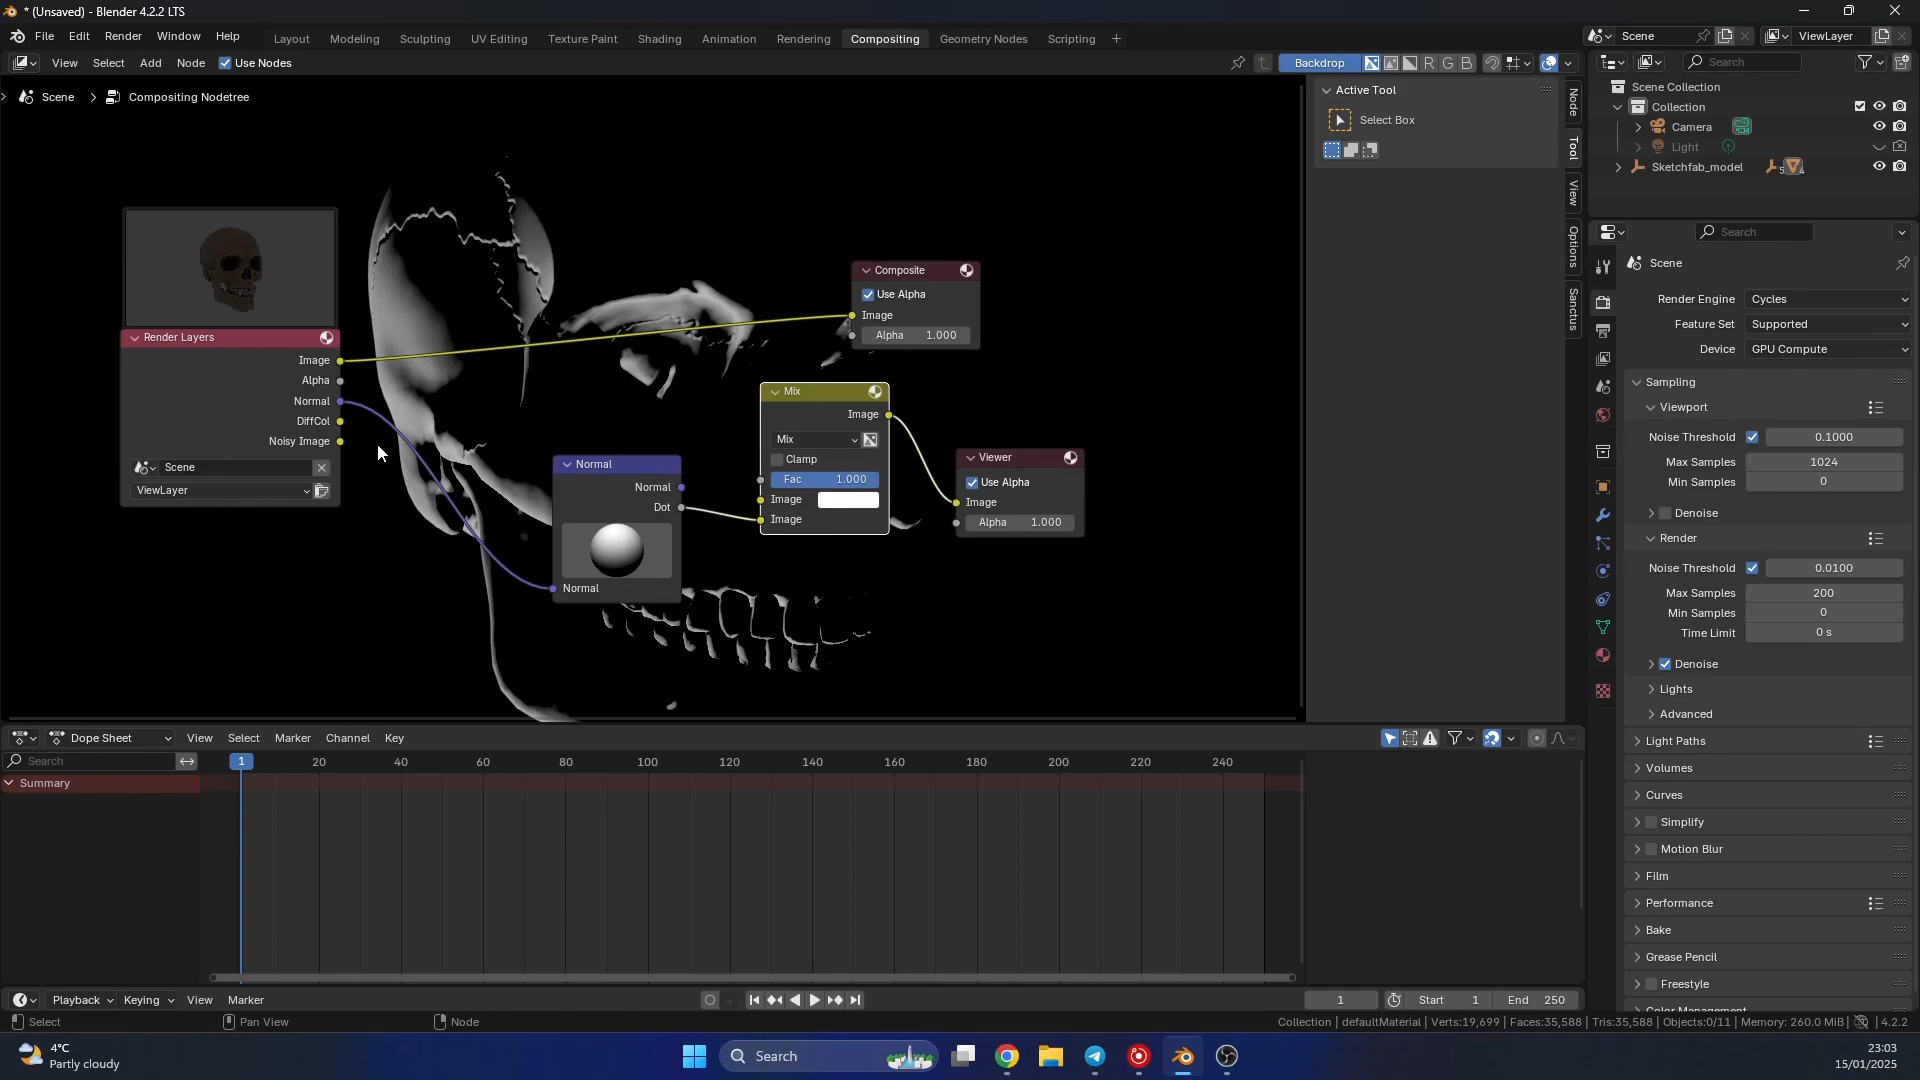 * (Unsaved) - Blender 4.2.2 LTS
File Edit Render Window Help Layout Modeling Sculpting UV Editing Texture Paint Shading Animation Rendering Compositing Geometry Nodes Scripting + Scene ViewLayer
View Select Add Node Use Nodes Backdrop R G B Search
Scene > Compositing Nodetree
Active Tool
Select Box
Node
Tool
View
Options
Sanctus
Scene Collection
Collection
Camera
Light
Sketchfab_model
Render Layers
Image
Alpha
Normal
DiffCol
Noisy Image
Scene
ViewLayer
Normal
Normal
Dot
Normal
Mix
Image
Mix
Clamp
Fac 1.000
Image
Image
Composite
Use Alpha
Image
Alpha 1.000
Viewer
Use Alpha
Image
Alpha 1.000
Search
Scene
Render Engine Cycles
Feature Set Supported
Device GPU Compute
Sampling
Viewport
Noise Threshold 0.1000
Max Samples 1024
Min Samples 0
Denoise
Render
Noise Threshold 0.0100
Max Samples 200
Min Samples 0
Time Limit 0 s
Denoise
Lights
Advanced
Light Paths
Volumes
Curves
Simplify
Motion Blur
Film
Performance
Bake
Grease Pencil
Freestyle
Color Management
Dope Sheet View Select Marker Channel Key
Search 1 20 40 60 80 100 120 140 160 180 200 220 240
Summary
Playback Keying View Marker 1 Start 1 End 250
Select Pan View Node Collection | defaultMaterial | Verts:19,699 | Faces:35,588 | Tris:35,588 | Objects:0/11 | Memory: 260.0 MiB | 4.2.2
4°C
Partly cloudy
Search
23:03
15/01/2025